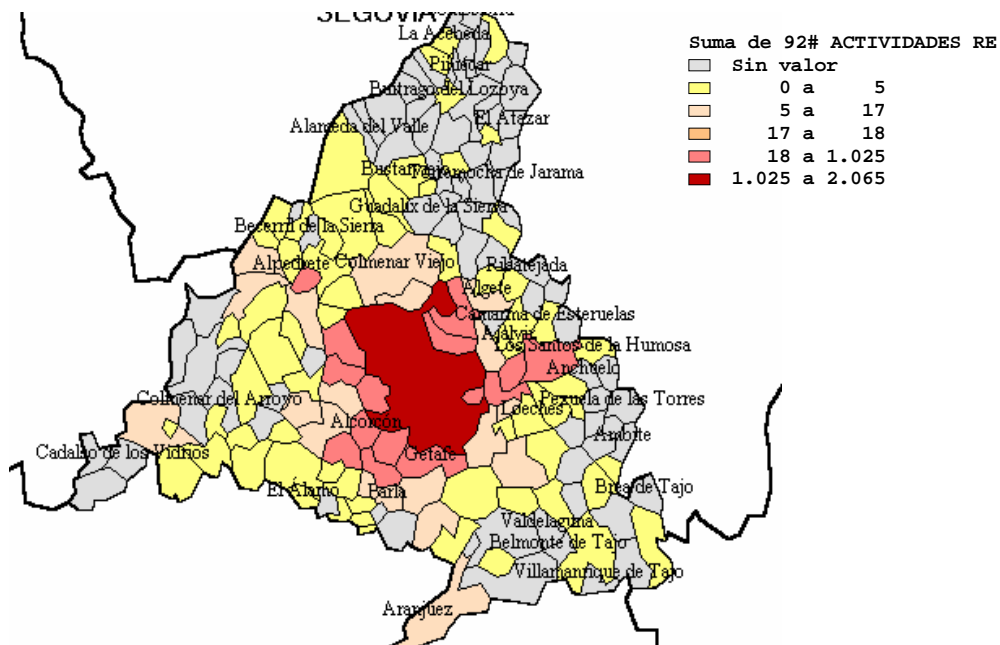 SEGOVIA
La Acebeda
Suma de 92# ACTIVIDADES RE
Sin valor
0 a 5
5 a 17
17 a 18
18 a 1.025
1.025 a 2.065
Piñuécar
Buitrago del Lozoya
El Atazar
Alameda del Valle
Bustarviejo
Torremocha de Jarama
Guadalix de la Sierra
Becerril de la Sierra
Alpedrete
Colmenar Viejo
Ribatejada
Algete
Camarma de Esteruelas
Ajalvir
Los Santos de la Humosa
Anchuelo
Colmenar del Arroyo
Pezuela de las Torres
Loeches
Alcorcón
Ambite
Cadalso de los Vidrios
Getafe
El Álamo
Parla
Brea de Tajo
Valdelaguna
Belmonte de Tajo
Villamanrique de Tajo
Aranjuez